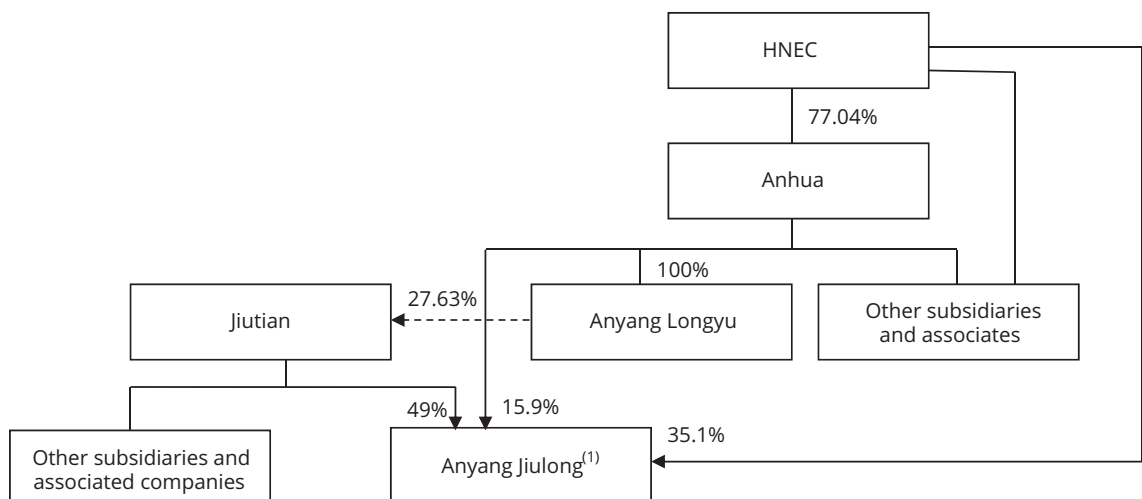 HNEC
77.04%
Anhua
100%
27.63%
Jiutian
Anyang Longyu
Other subsidiaries
and associates
49%
15.9%
35.1%
Other subsidiaries and
associated companies
Anyang Jiulong(1)